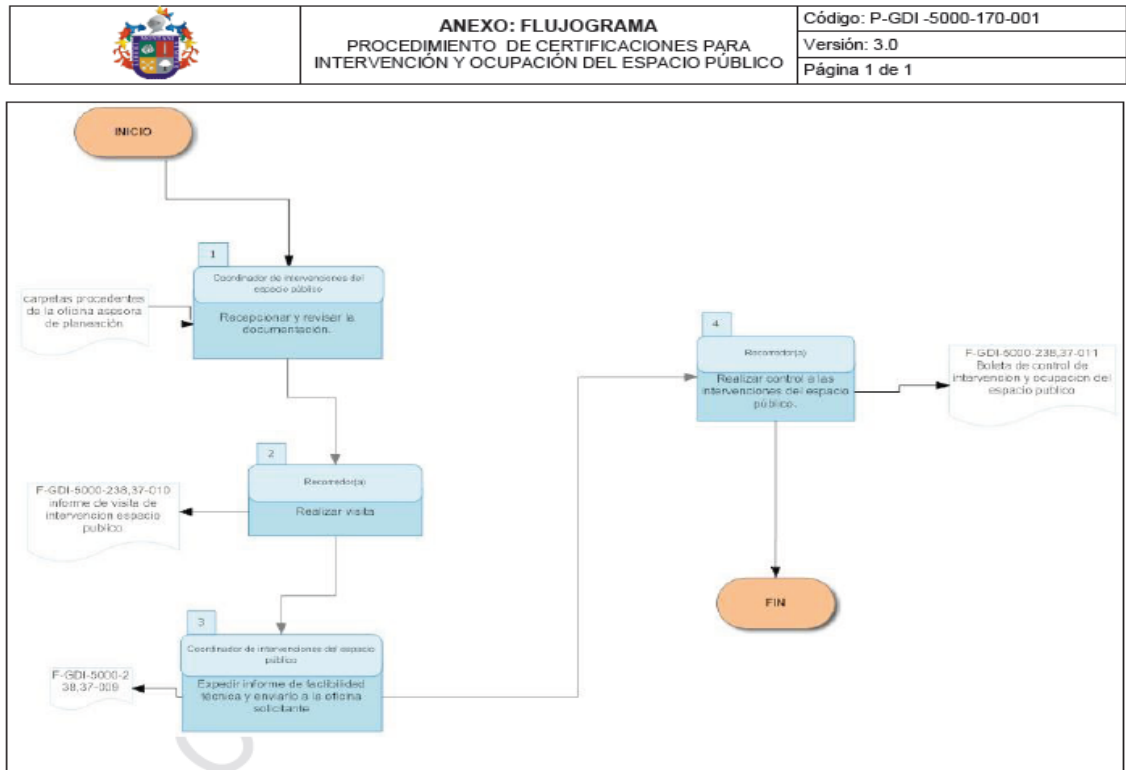 ANEXO: FLUJOGRAMA
PROCEDIMIENTO DE CERTIFICACIONES PARA
INTERVENCIÓN Y OCUPACIÓN DEL ESPACIO PÚBLICO
Código: P-GDI -5000-170-001
Versión: 3.0
Página 1 de 1
INICIO
1
Coordinador de intervenciones del
espacio público
Recepcionar y revisar la
documentación.
carpetas procedentes
de la oficina asesora
de planeación
2
Recorredor(a)
Realizar visita
F-GDI-5000-238,37-010
informe de visita de
intervencion espacio
publico
3
Coordinador de intervenciones del espacio
público
Expedir informe de factibilidad
técnica y enviarlo a la oficina
solicitante
F-GDI-5000-2
38,37-009
4
Recorredor(a)
Realizar control a las
intervenciones del espacio
público.
F-GDI-5000-238,37-011
Boleta de control de
intervencion y ocupacion del
espacio publico
FIN